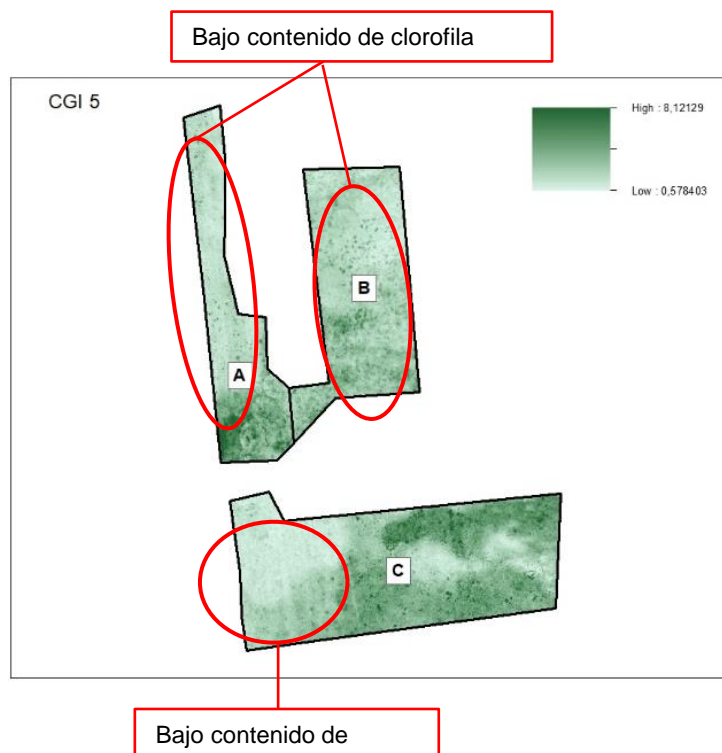 Bajo contenido de clorofila
CGI 5
High : 8,12129
Low : 0,578403
B
A
C
Bajo contenido de